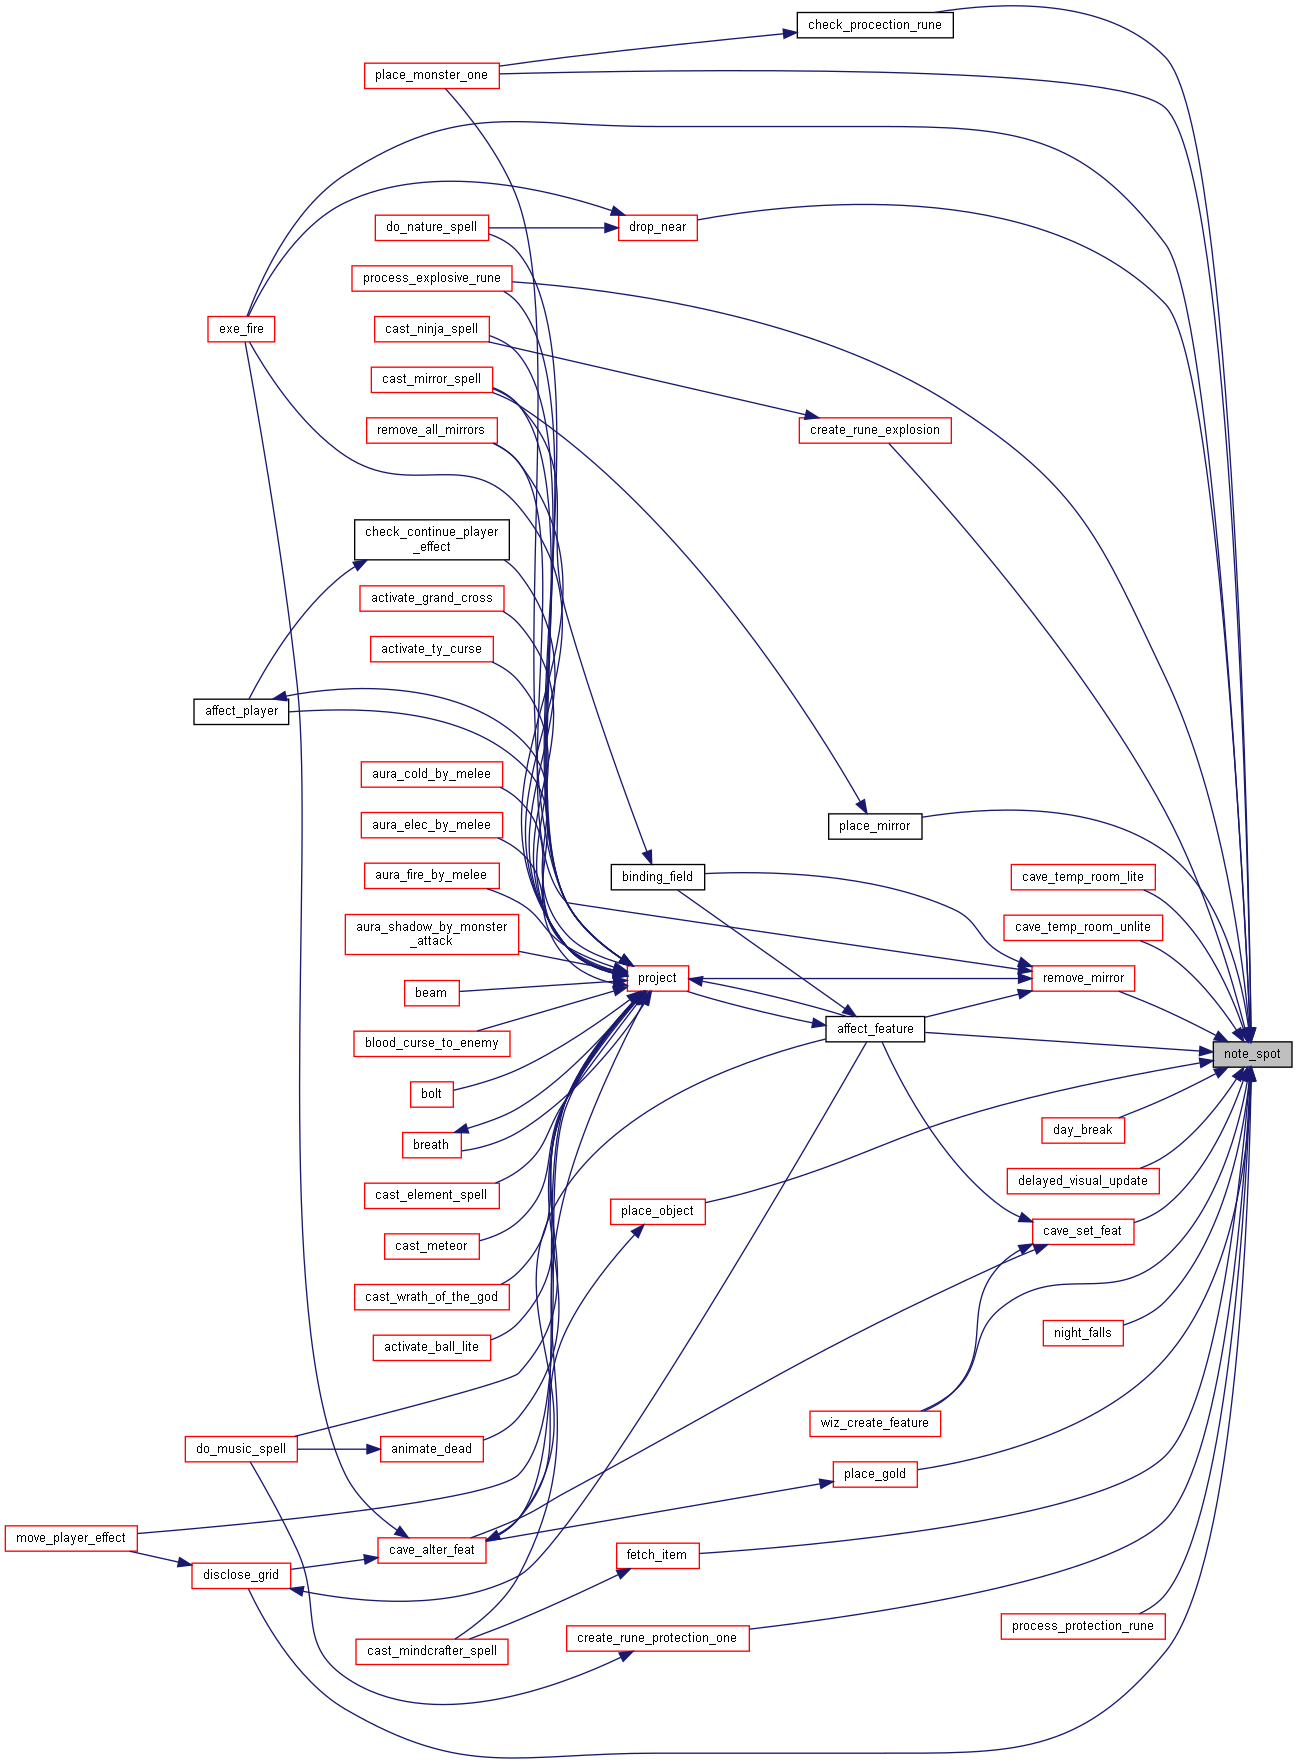 check_procection_rune
place_monster_one
do_nature_spell
drop_near
process_explosive_rune
exe_fire
cast_ninja_spell
cast_mirror_spell
remove_all_mirrors
create_rune_explosion
check_continue_player
_effect
activate_grand_cross
activate_ty_curse
affect_player
aura_cold_by_melee
aura_elec_by_melee
place_mirror
aura_fire_by_melee
binding_field
cave_temp_room_lite
aura_shadow_by_monster
_attack
cave_temp_room_unlite
project
remove_mirror
beam
affect_feature
blood_curse_to_enemy
note_spot
bolt
breath
day_break
cast_element_spell
delayed_visual_update
place_object
cave_set_feat
cast_meteor
cast_wrath_of_the_god
activate_ball_lite
night_falls
wiz_create_feature
do_music_spell
animate_dead
place_gold
move_player_effect
cave_alter_feat
fetch_item
disclose_grid
process_protection_rune
create_rune_protection_one
cast_mindcrafter_spell